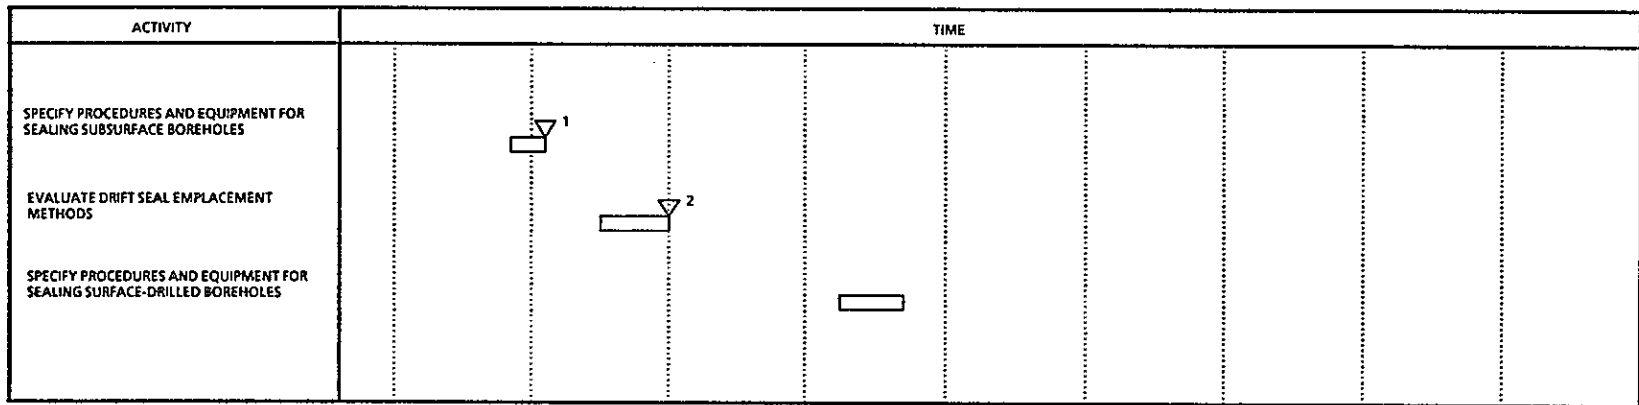 ACTIVITY
TIME
SPECIFY PROCEDURES AND EQUIPMENT FOR
SEALING SUBSURFACE BOREHOLES
1
EVALUATE DRIFT SEAL EMPLACEMENT
METHODS
2
SPECIFY PROCEDURES AND EQUIPMENT FOR
SEALING SURFACE-DRILLED BOREHOLES